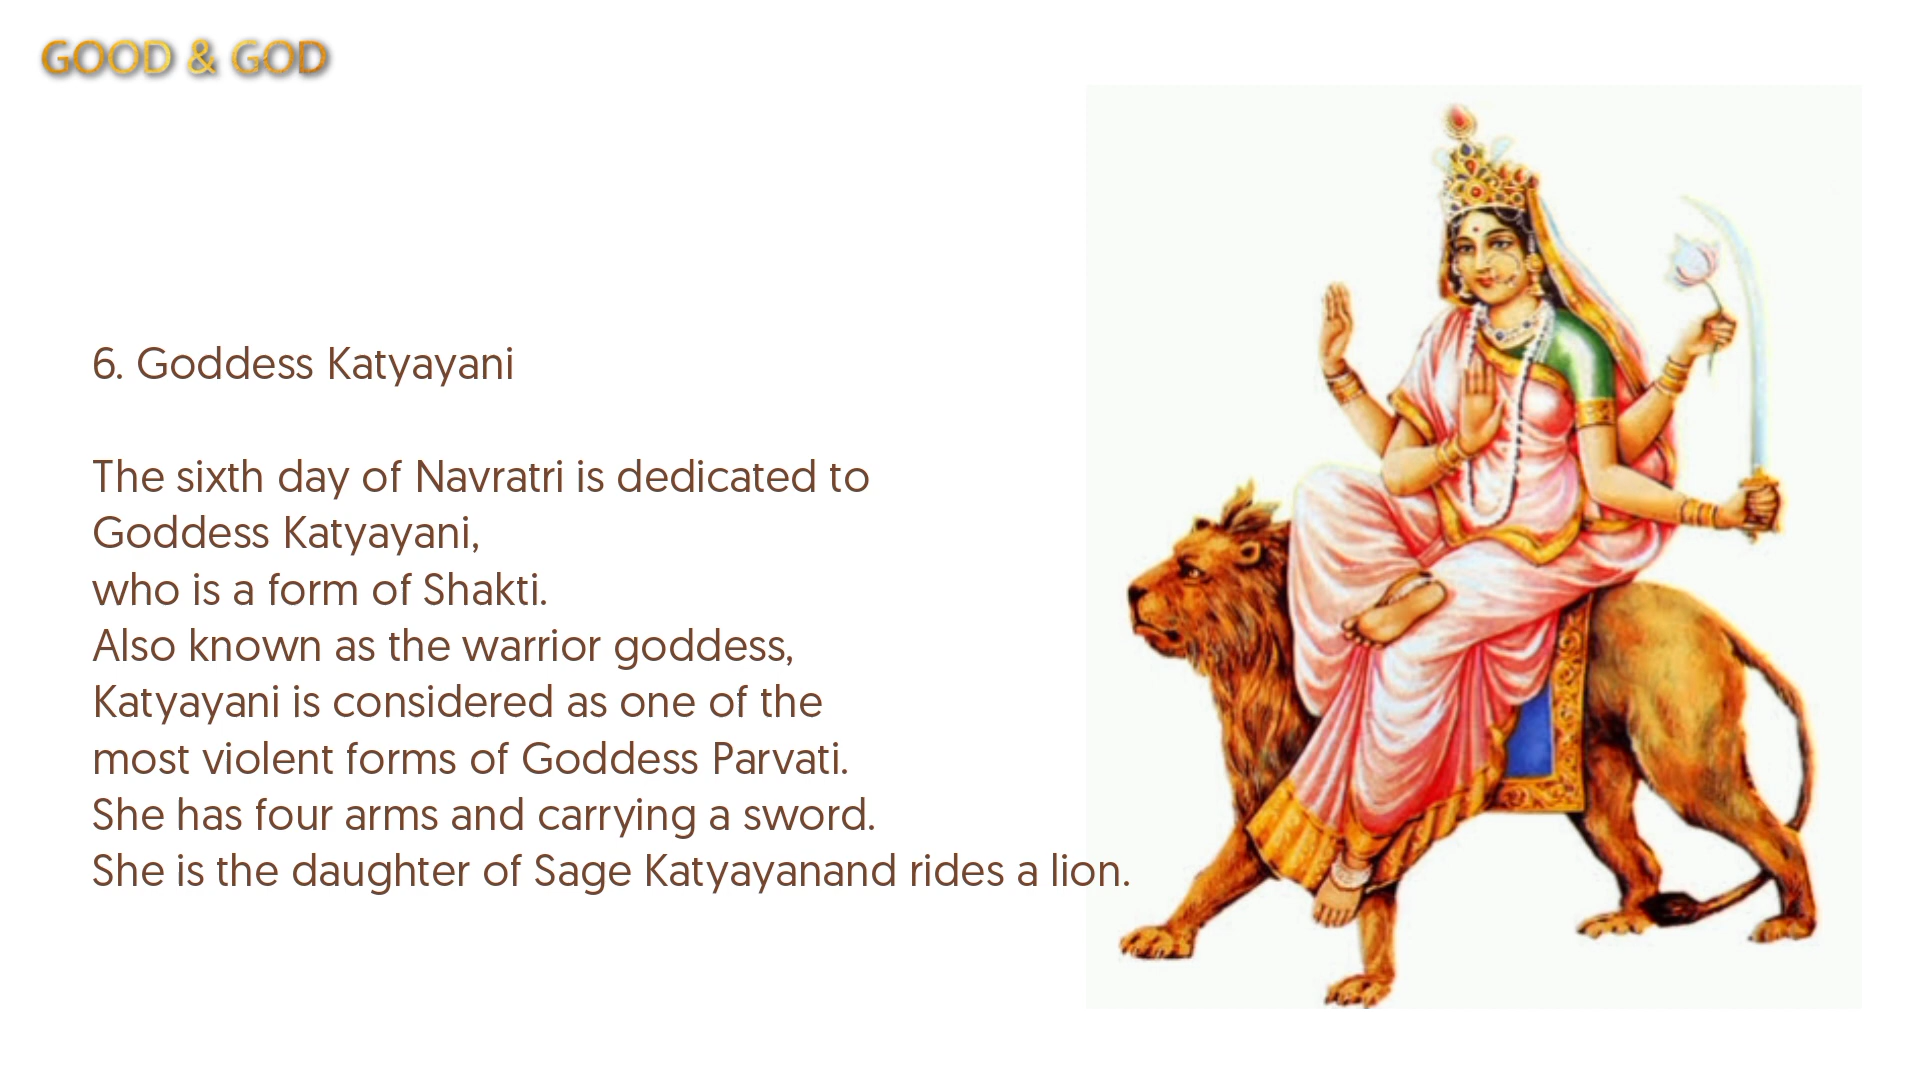 GOOD & GOD
6. Goddess Katyayani
The sixth day of Navratri is dedicated to
Goddess Katyayani,
who is a form of Shakti.
Also known as the warrior goddess,
Katyayani is considered as one of the
most violent forms of Goddess Parvati.
She has four arms and carrying a sword.
She is the daughter of Sage Katyayanand rides a lion.